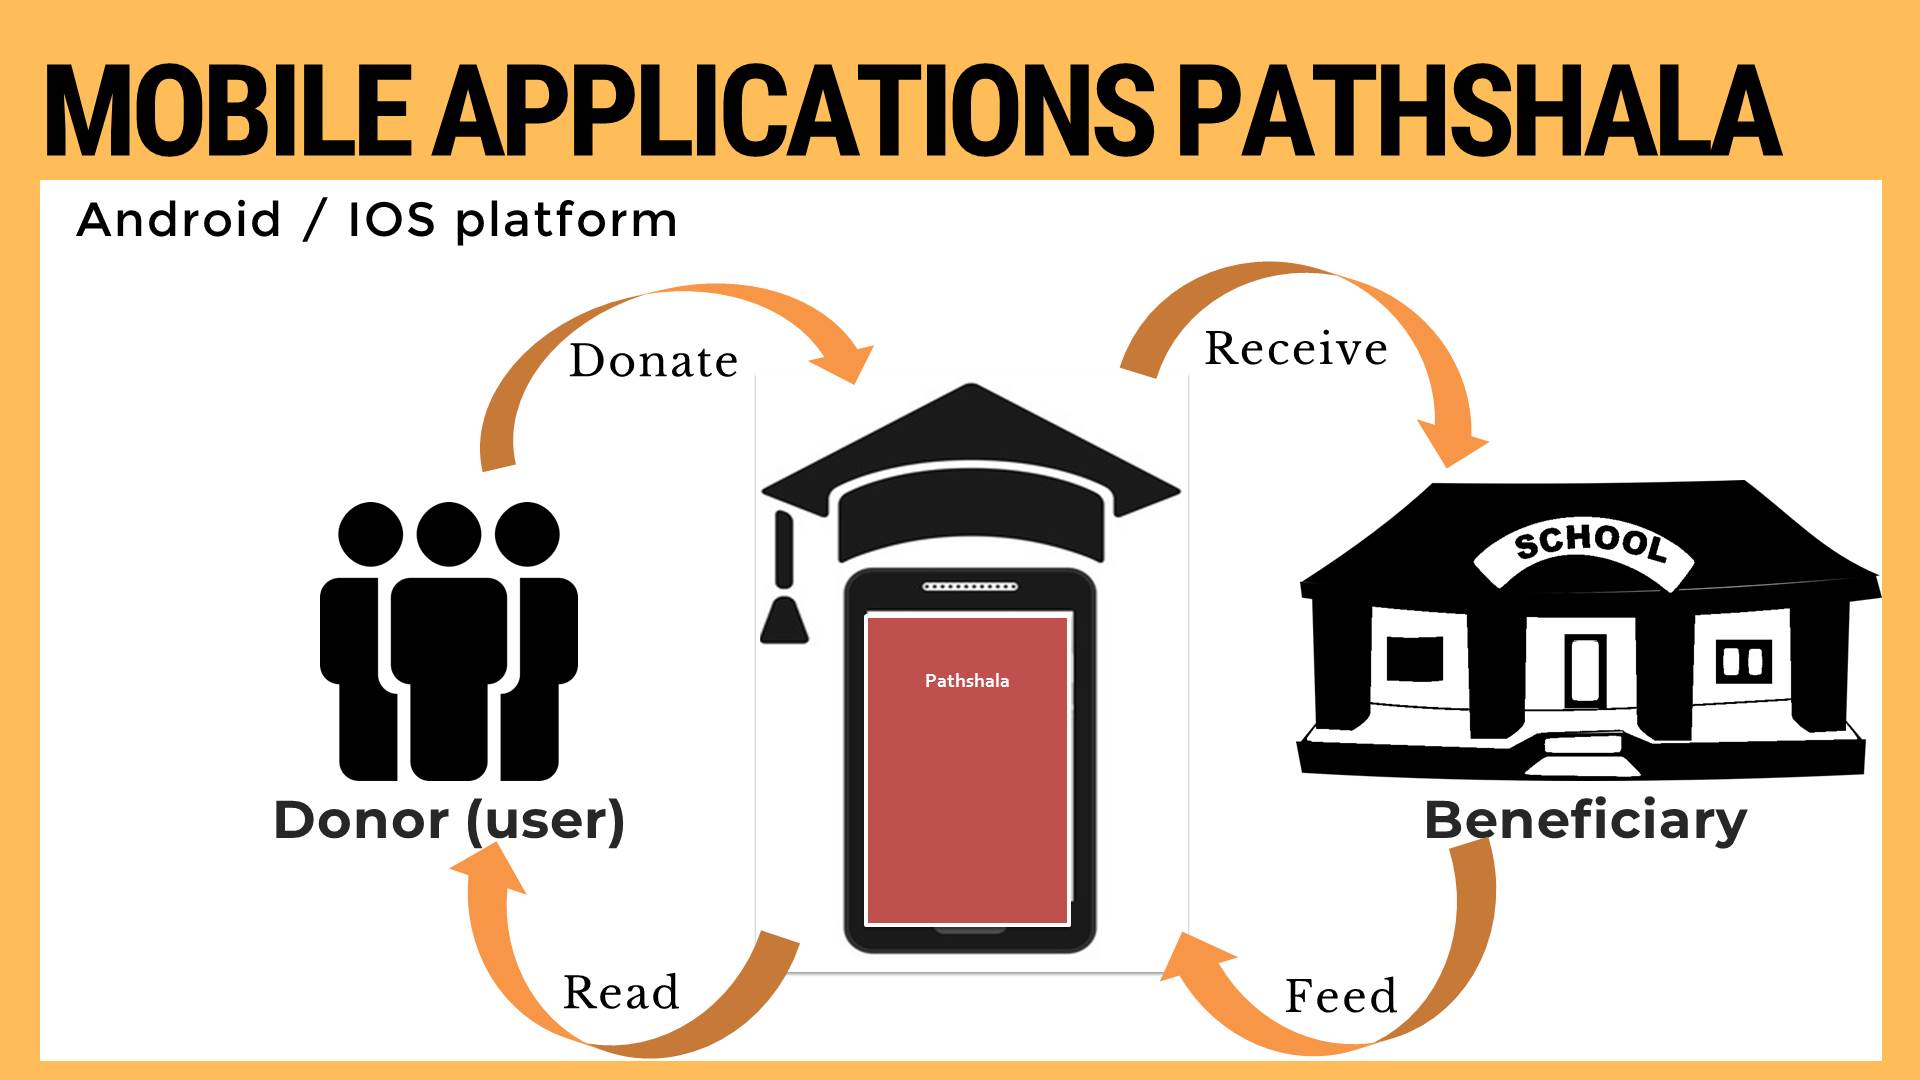 MOBILE APPLICATIONS PATHSHALA
Android / IOS platform
Donate
Receive
SCHOOL
Pathshala
Donor (user)
Beneficiary
Read
Feed